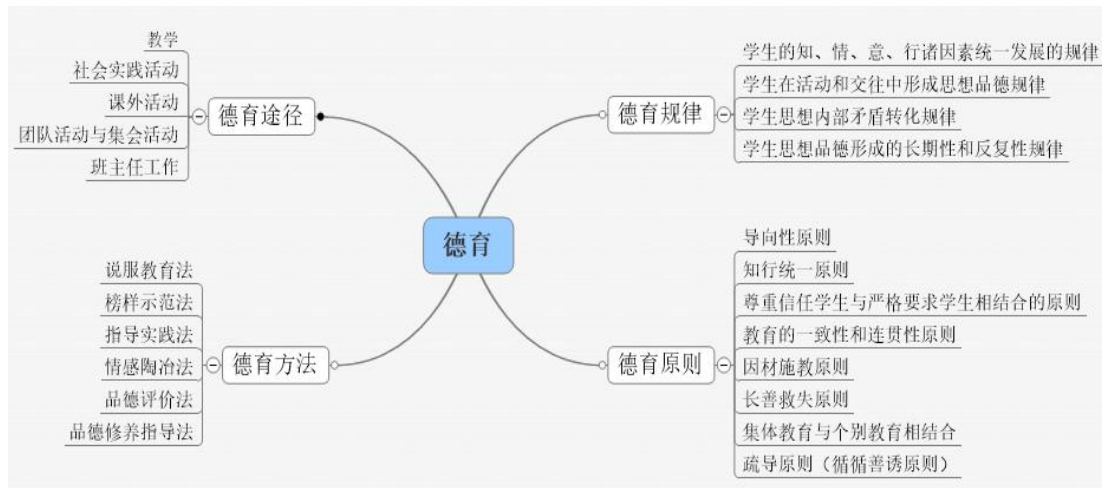 教学
社会实践活动
课外活动
团队活动与集会活动
班主任工作
德育途径
学生的知、情、意、行诸因素统一发展的规律
学生在活动和交往中形成思想品德规律
学生思想内部矛盾转化规律
学生思想品德形成的长期性和反复性规律
德育规律
德育
说服教育法
榜样示范法
指导实践法
情感陶冶法
品德评价法
品德修养指导法
德育方法
导向性原则
知行统一原则
尊重信任学生与严格要求学生相结合的原则
教育的一致性和连贯性原则
因材施教原则
长善救失原则
集体教育与个别教育相结合
疏导原则（循循善诱原则）
德育原则